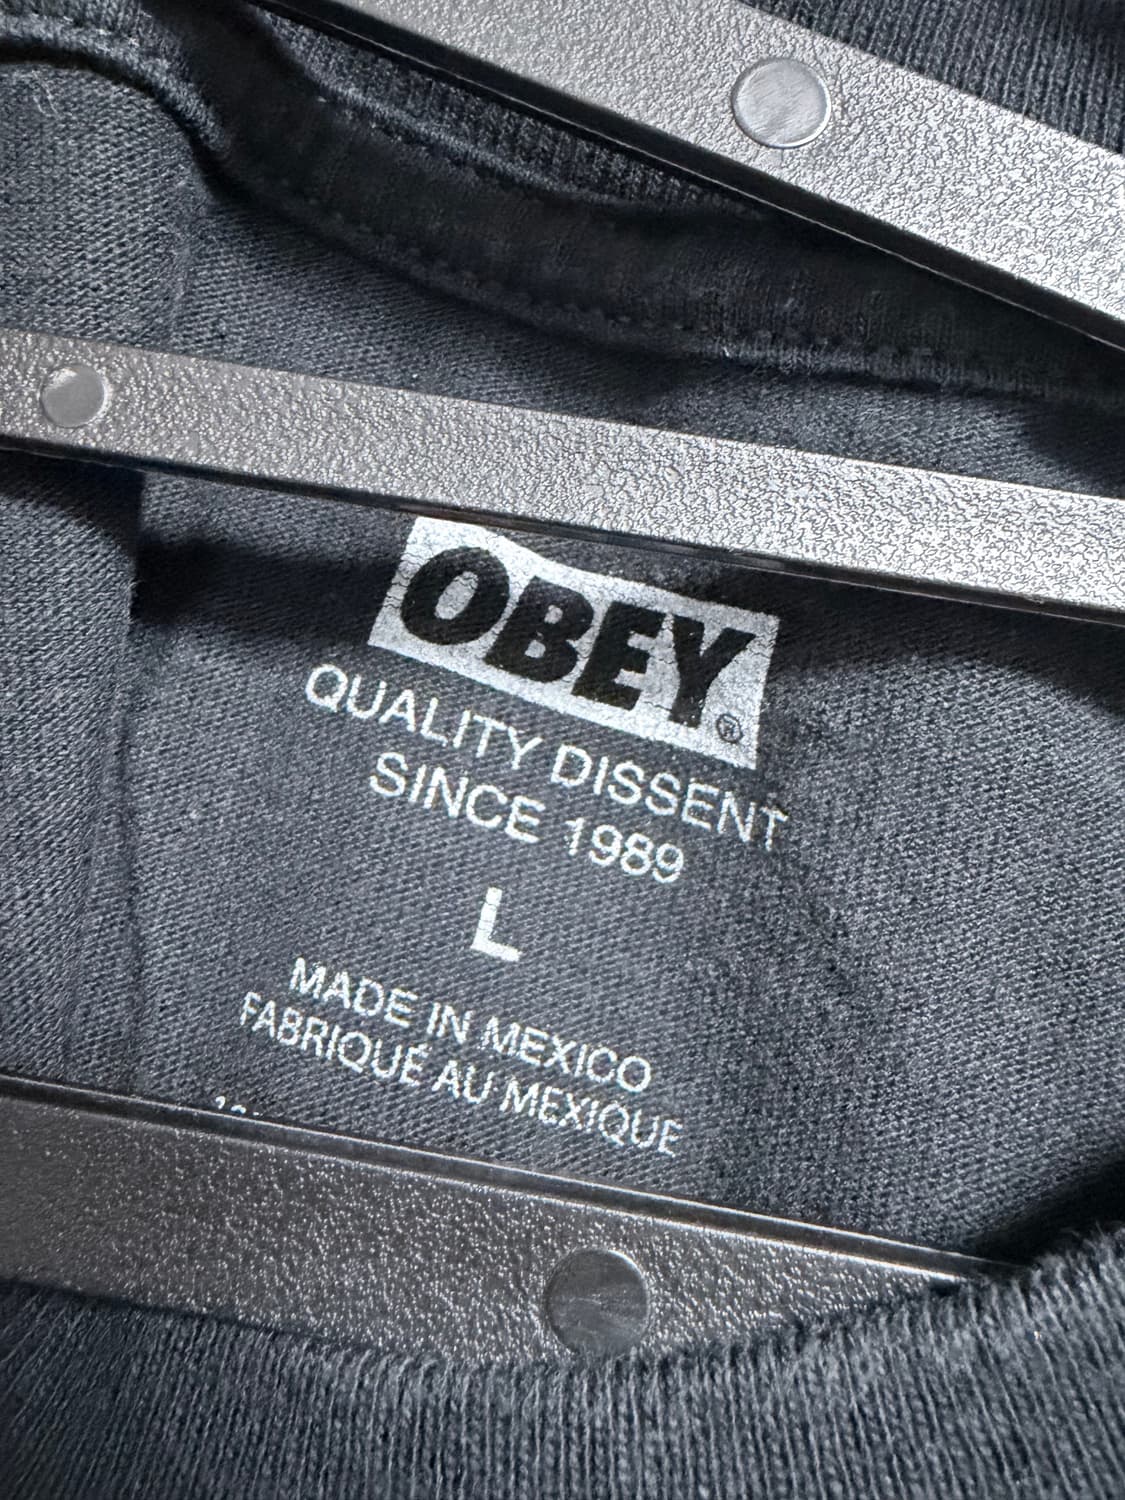 OBEY®
QUALITY DISSENT
SINCE 1989
L
MADE IN MEXICO
FABRIQUÉ AU MEXIQUE